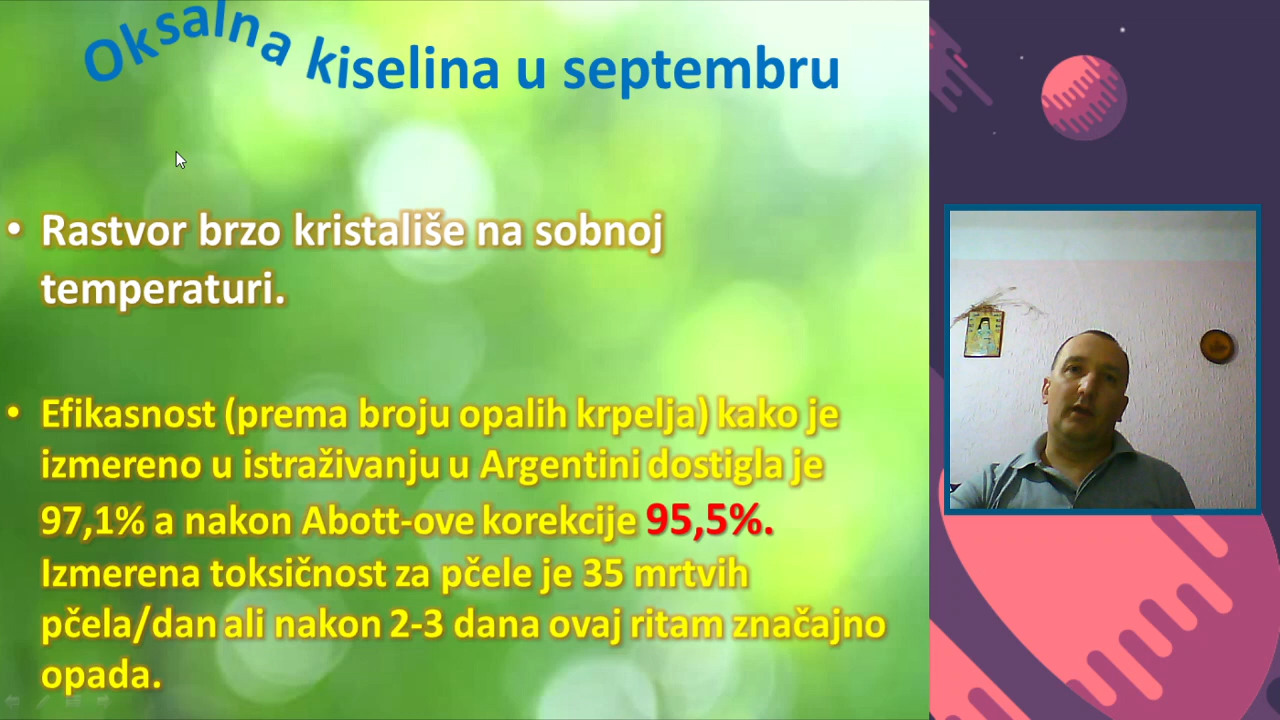 Oksalna kiselina u septembru
• Rastvor brzo kristališe na sobnoj
temperaturi.
• Efikasnost (prema broju opalih krpelja) kako je
izmereno u istraživanju u Argentini dostigla je
97,1% a nakon Abott-ove korekcije 95,5%.
Izmerena toksičnost za pčele je 35 mrtvih
pčela/dan ali nakon 2-3 dana ovaj ritam značajno
opada.